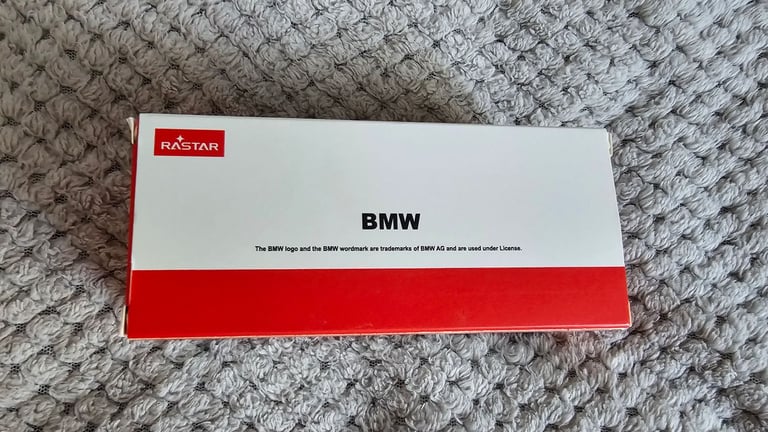 RASTAR
BMW
The BMW logo and the BMW wordmark are trademarks of BMW AG and are used under License.